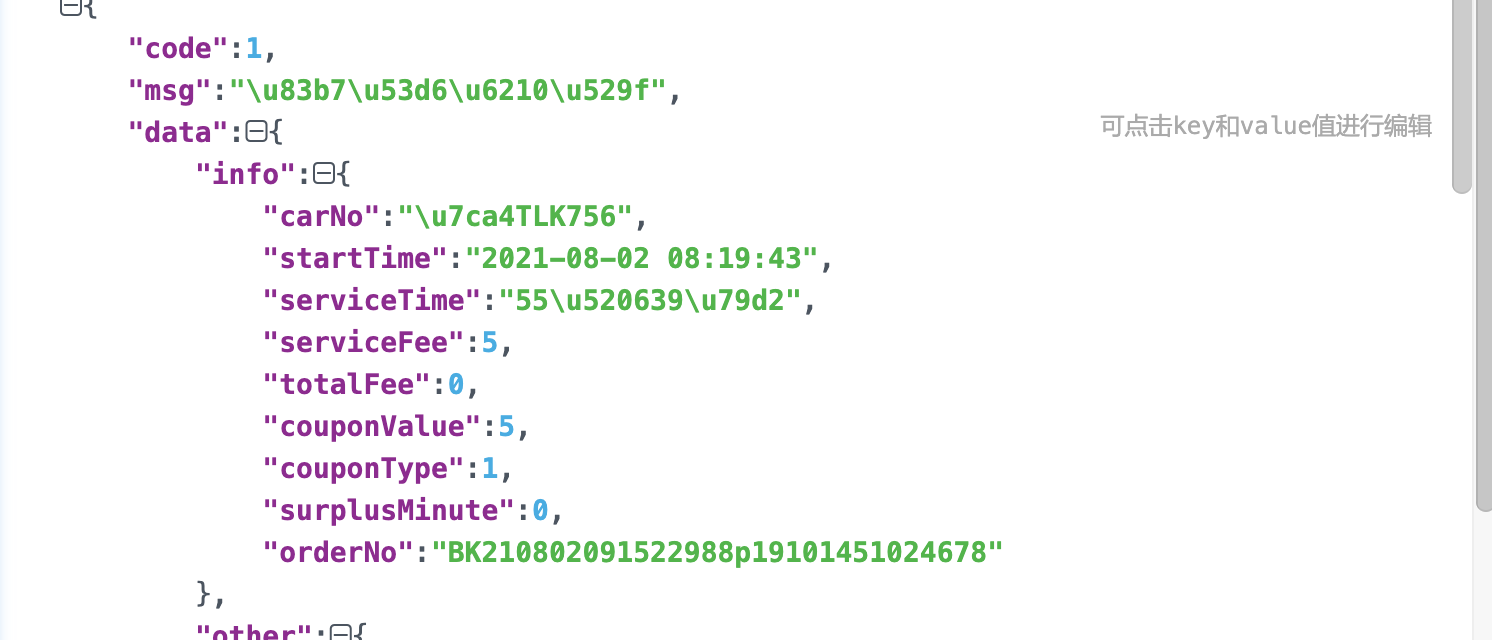 {
"code":1,
"msg":"\u83b7\u53d6\u6210\u529f",
"data":{
可点击key和value值进行编辑
"info":{
"carNo":"\u7ca4TLK756",
"startTime":"2021-08-02 08:19:43",
"serviceTime":"55\u520639\u79d2",
"serviceFee":5,
"totalFee":0,
"couponValue":5,
"couponType":1,
"surplusMinute":0,
"orderNo":"BK210802091522988p19101451024678"
},
"other":{